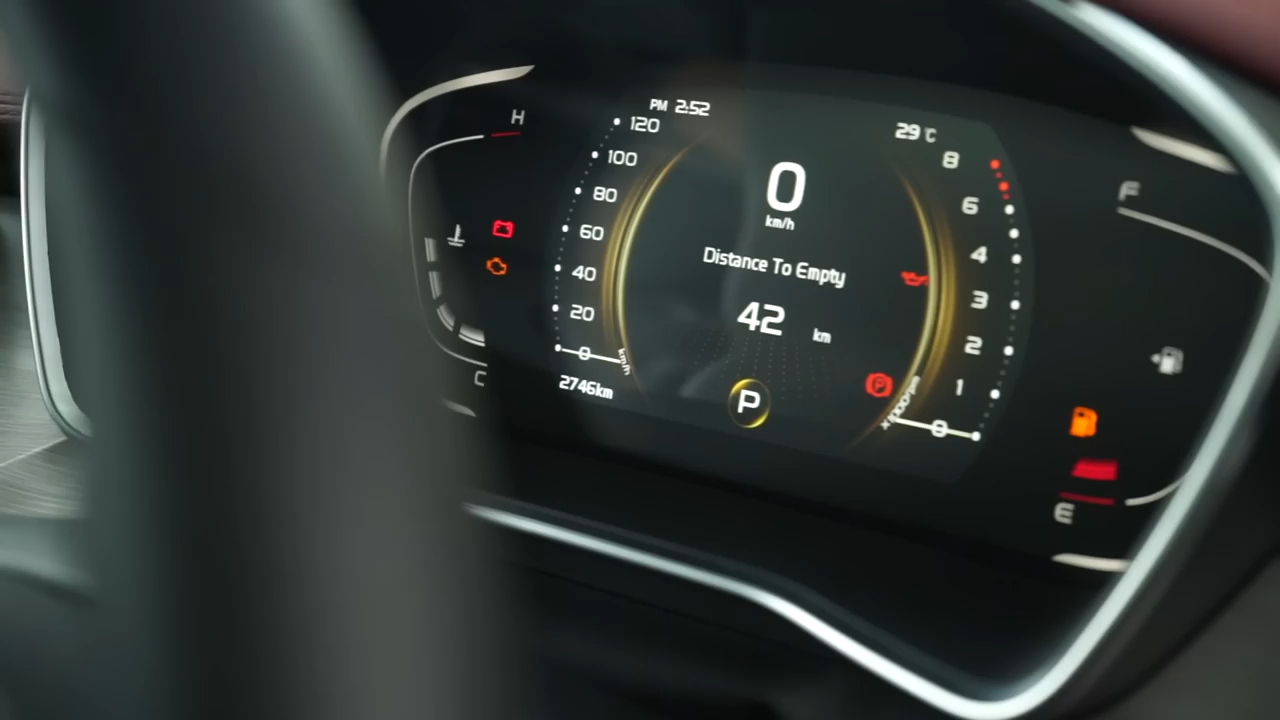 H
PM 2:52
120
100
80
60
40
20
0
km/h
2746km
C
0
km/h
Distance To Empty
42 km
P
29℃
8
6
4
3
2
1
0
P
F
E